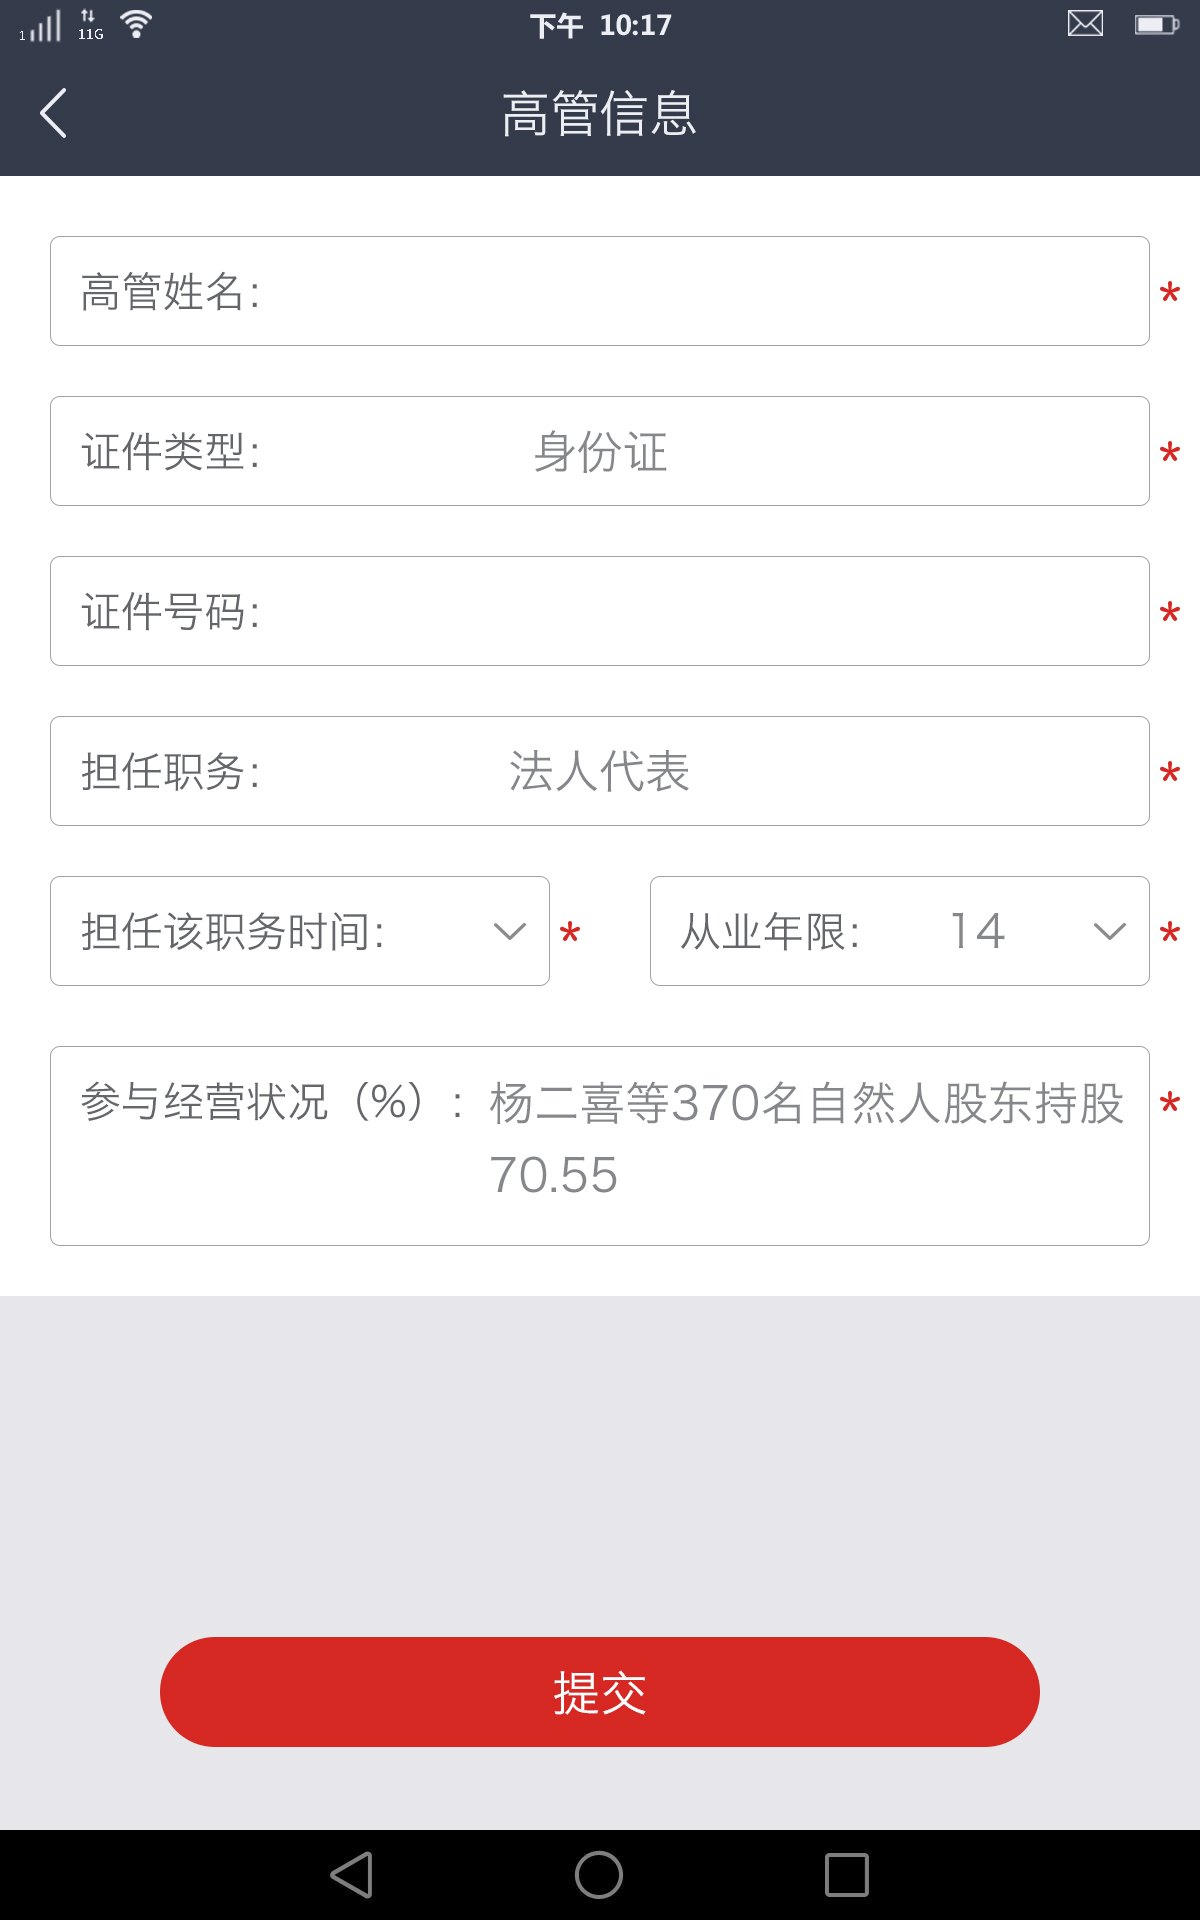 1 11G 下午 10:17
高管信息
高管姓名: *
证件类型: 身份证 *
证件号码: *
担任职务: 法人代表 *
担任该职务时间: * 从业年限: 14 *
参与经营状况（%）: 杨二喜等370名自然人股东持股 *
70.55
提交